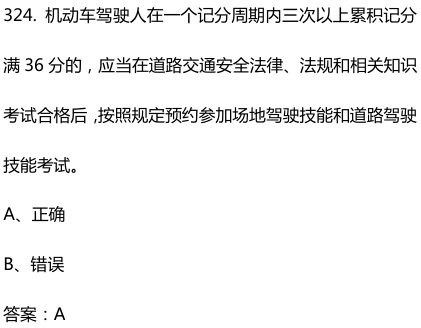 324. 机动车驾驶人在一个记分周期内三次以上累积记分
满 36 分的，应当在道路交通安全法律、法规和相关知识
考试合格后，按照规定预约参加场地驾驶技能和道路驾驶
技能考试。
A、正确
B、错误
答案：A